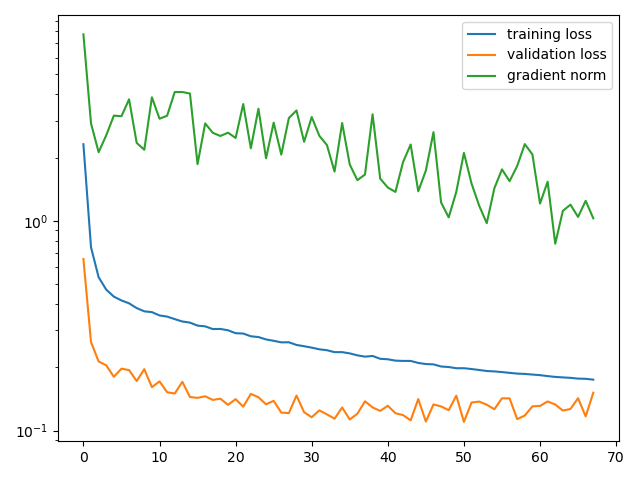 training loss
validation loss
gradient norm
10⁰
10⁻¹
0 10 20 30 40 50 60 70